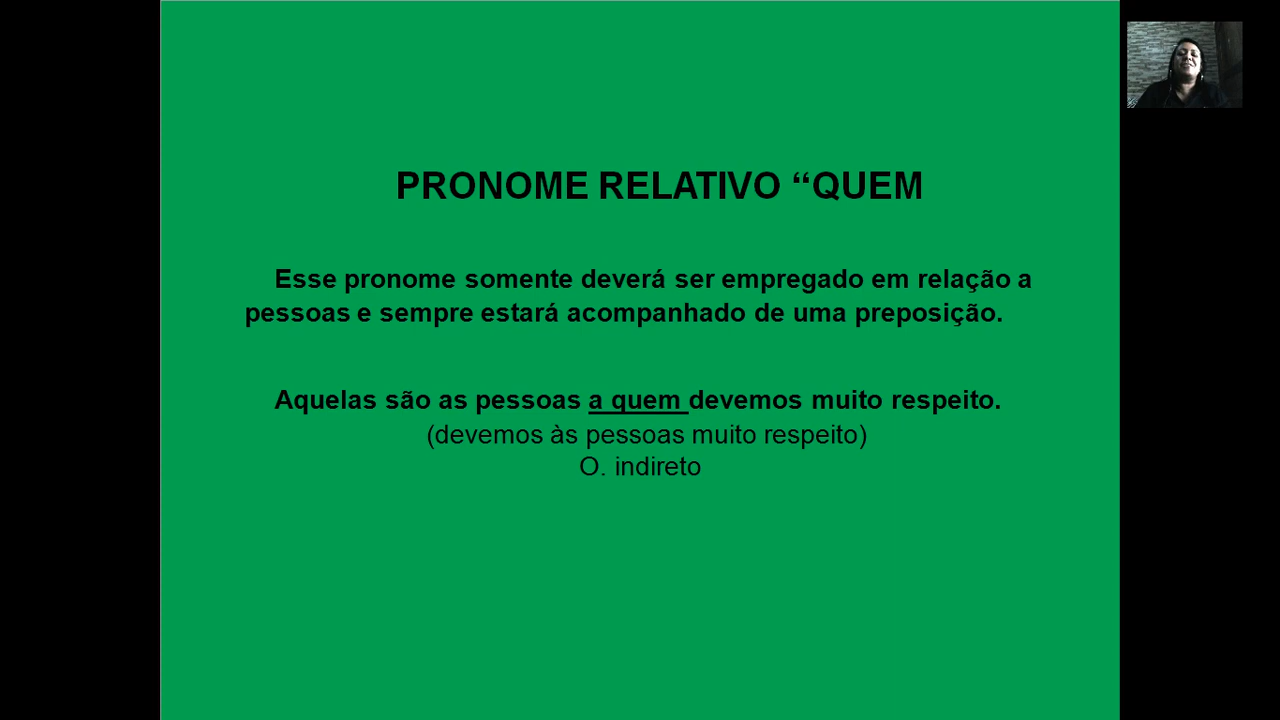 PRONOME RELATIVO “QUEM
Esse pronome somente deverá ser empregado em relação a
pessoas e sempre estará acompanhado de uma preposição.
Aquelas são as pessoas a quem devemos muito respeito.
(devemos às pessoas muito respeito)
O. indireto